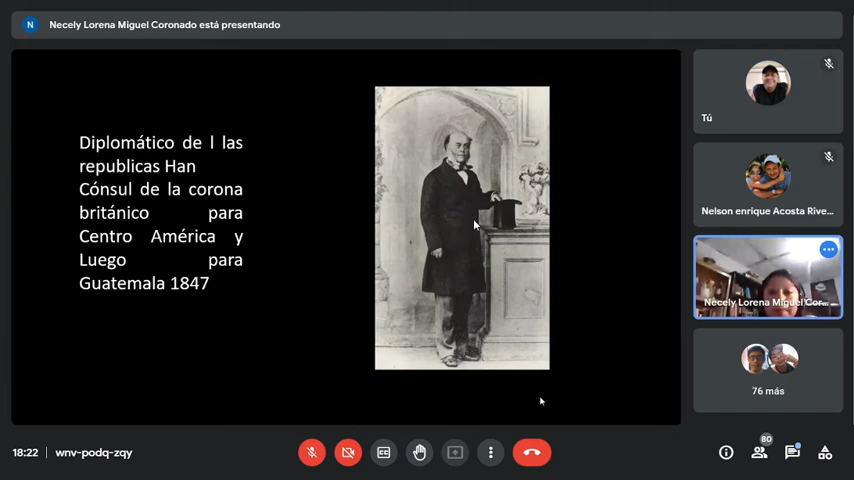 N Necely Lorena Miguel Coronado está presentando
Diplomático de l las
republicas Han
Cónsul de la corona
británico para
Centro América y
Luego para
Guatemala 1847
Tú
Nelson enrique Acosta Rive...
Necely Lorena Miguel Cor...
76 más
18:22 | wnv-podq-zqy
80